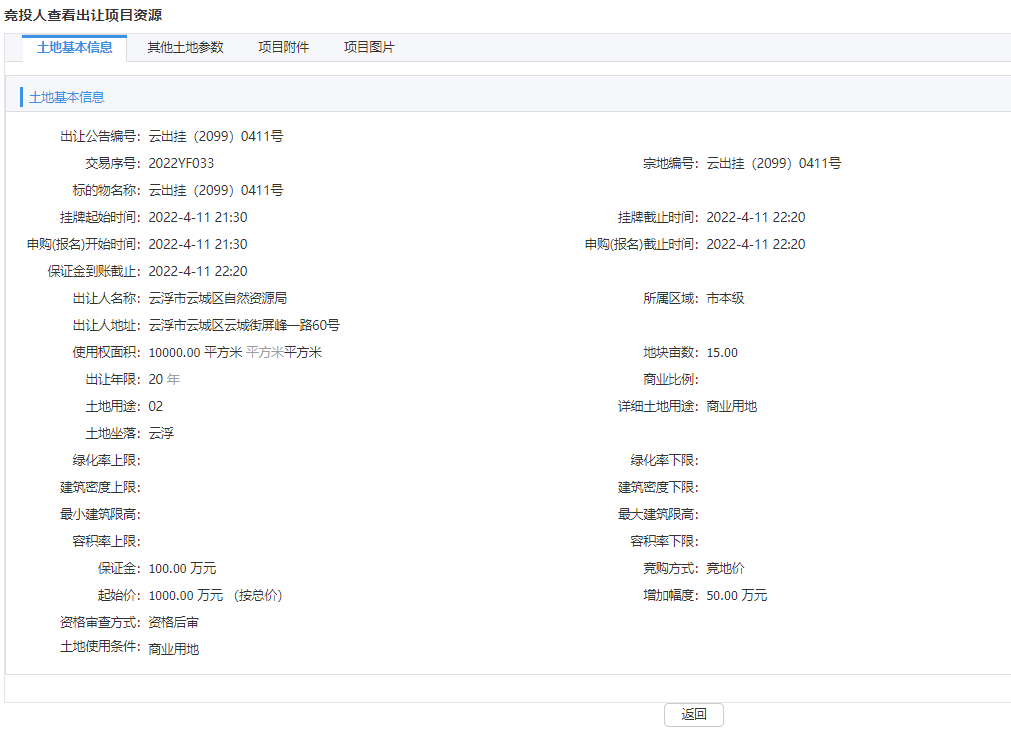 竞投人查看出让项目资源
土地基本信息 其他土地参数 项目附件 项目图片
土地基本信息
出让公告编号: 云出挂（2099）0411号
交易序号: 2022YF033 宗地编号: 云出挂（2099）0411号
标的物名称: 云出挂（2099）0411号
挂牌起始时间: 2022-4-11 21:30 挂牌截止时间: 2022-4-11 22:20
申购(报名)开始时间: 2022-4-11 21:30 申购(报名)截止时间: 2022-4-11 22:20
保证金到账截止: 2022-4-11 22:20
出让人名称: 云浮市云城区自然资源局 所属区域: 市本级
出让人地址: 云浮市云城区云城街屏峰一路60号
使用权面积: 10000.00 平方米 平方米平方米 地块亩数: 15.00
出让年限: 20 年 商业比例:
土地用途: 02 详细土地用途: 商业用地
土地坐落: 云浮
绿化率上限: 绿化率下限:
建筑密度上限: 建筑密度下限:
最小建筑限高: 最大建筑限高:
容积率上限: 容积率下限:
保证金: 100.00 万元 竞购方式: 竞地价
起始价: 1000.00 万元 （按总价） 增加幅度: 50.00 万元
资格审查方式: 资格后审
土地使用条件: 商业用地
返回